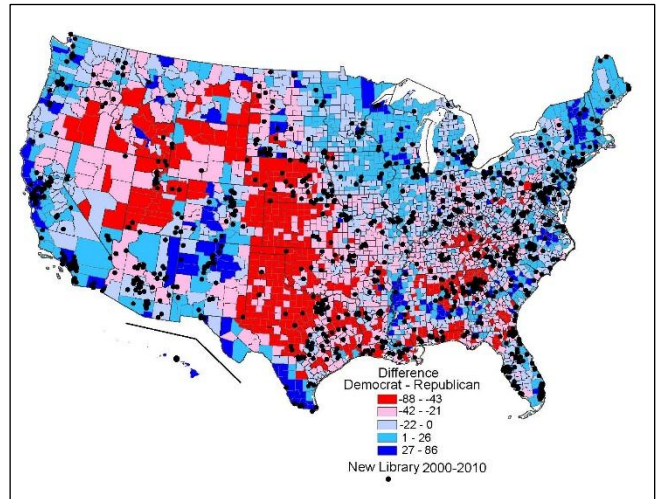 Difference
Democrat - Republican
-88 - -43
-42 - -21
-22 - 0
1 - 26
27 - 86
New Library 2000-2010